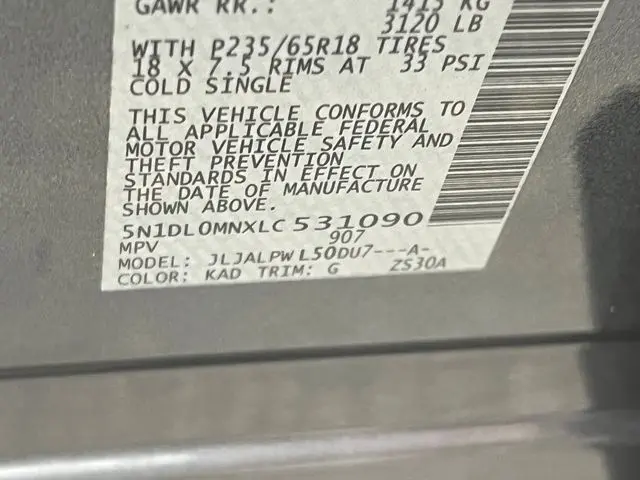 GAWR RR.: 1415 KG
3120 LB
WITH P235/65R18 TIRES
18 X 7.5 RIMS AT 33 PSI
COLD SINGLE
THIS VEHICLE CONFORMS TO
ALL APPLICABLE FEDERAL
MOTOR VEHICLE SAFETY AND
THEFT PREVENTION
STANDARDS IN EFFECT ON
THE DATE OF MANUFACTURE
SHOWN ABOVE.
5N1DL0MNXLC531090
MPV 907
MODEL: JLJALPWL50DU7---A-
COLOR: KAD TRIM: G ZS30A